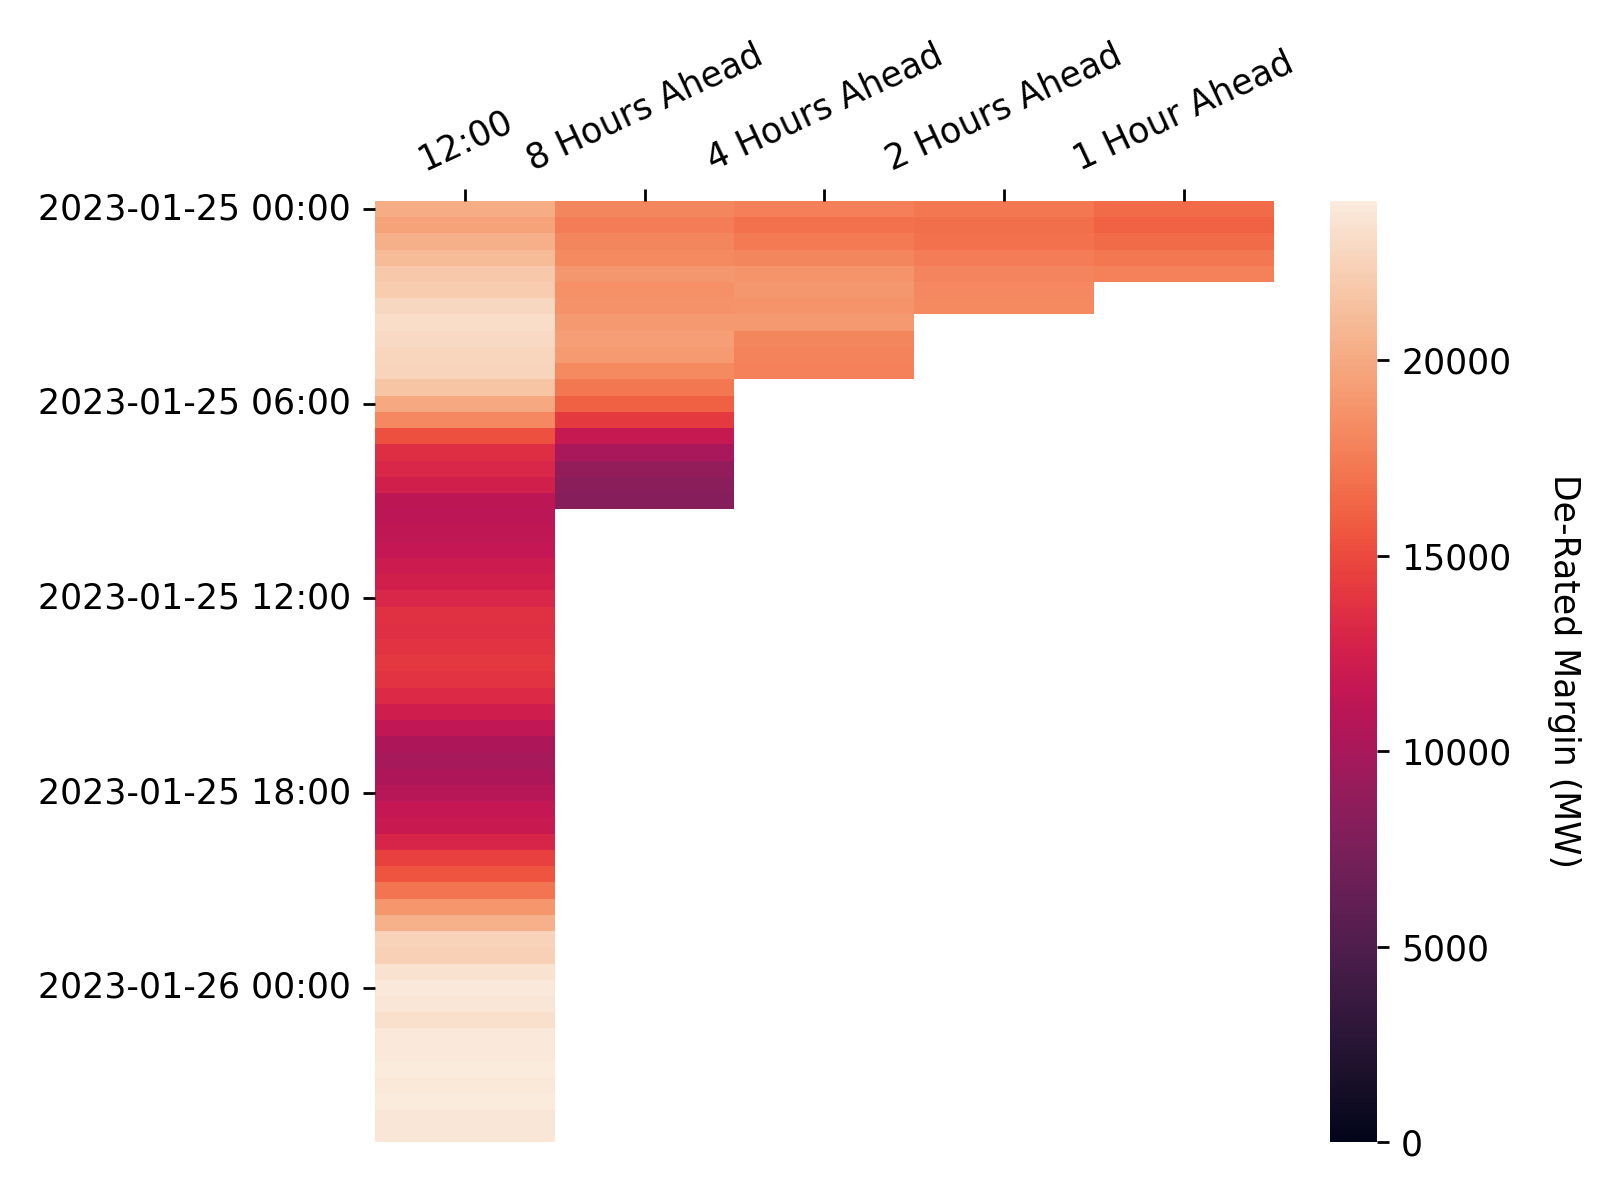 12:00
8 Hours Ahead
4 Hours Ahead
2 Hours Ahead
1 Hour Ahead
2023-01-25 00:00
2023-01-25 06:00
2023-01-25 12:00
2023-01-25 18:00
2023-01-26 00:00
20000
15000
10000
5000
0
De-Rated Margin (MW)